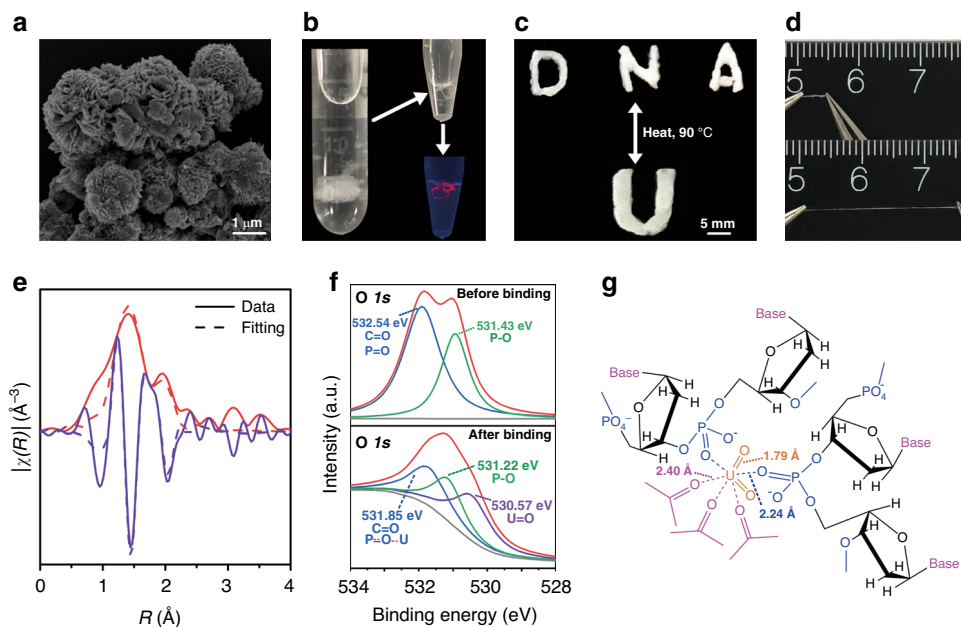 a
1 µm
b
1.0
c
D N A
Heat, 90 °C
U
5 mm
d
5 6 7
5 6 7
e
Data
Fitting
|χ(R)| (Å⁻³)
0 1 2 3 4
R (Å)
f
O 1s Before binding
532.54 eV
C=O
P=O
531.43 eV
P-O
O 1s After binding
531.22 eV
P-O
530.57 eV
U=O
531.85 eV
C=O
P=O--U
Intensity (a.u.)
534 532 530 528
Binding energy (eV)
g
Base
O
H
H
H
H
O
O
Base
O
H
H
H
H
PO₄⁻
O
P
O⁻
O
PO₄⁻
O
H
H
H
H
Base
O
1.79 Å
2.40 Å
U
O
O
O
P
O⁻
O
2.24 Å
O
O
O
O
H
H
H
H
O
Base